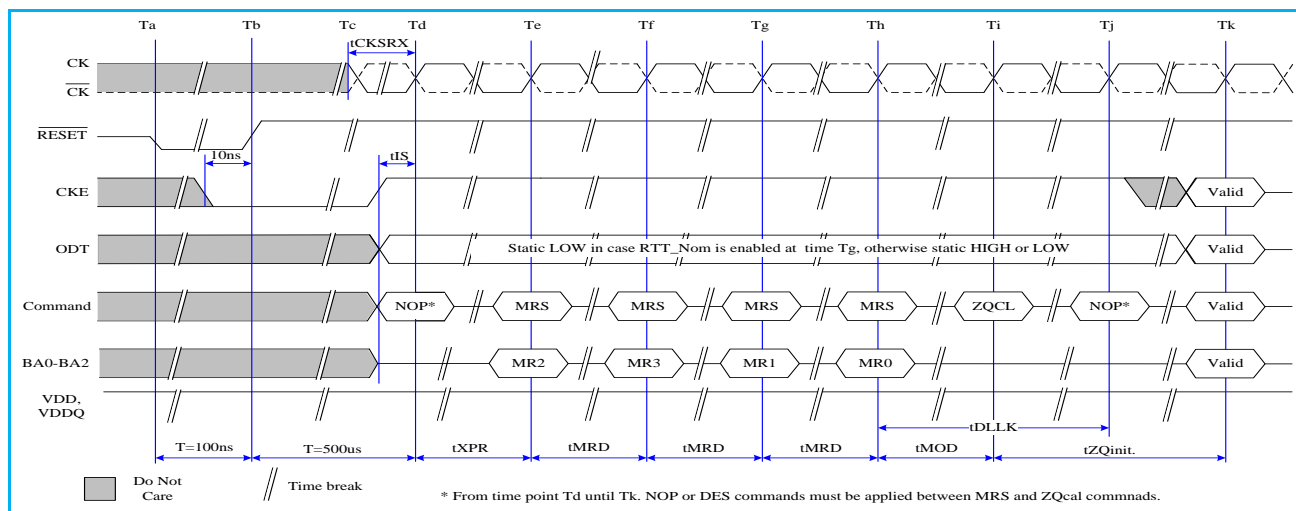 Ta Tb Tc Td Te Tf Tg Th Ti Tj Tk
tCKSRX
CK
CK
RESET
10ns tIS
CKE Valid
ODT Static LOW in case RTT_Nom is enabled at time Tg, otherwise static HIGH or LOW Valid
Command NOP* MRS MRS MRS MRS ZQCL NOP* Valid
BA0-BA2 MR2 MR3 MR1 MR0 Valid
VDD,
VDDQ
tDLLK
T=100ns T=500us tXPR tMRD tMRD tMRD tMOD tZQinit.
Do Not
Care
Time break
* From time point Td until Tk. NOP or DES commands must be applied between MRS and ZQcal commnads.